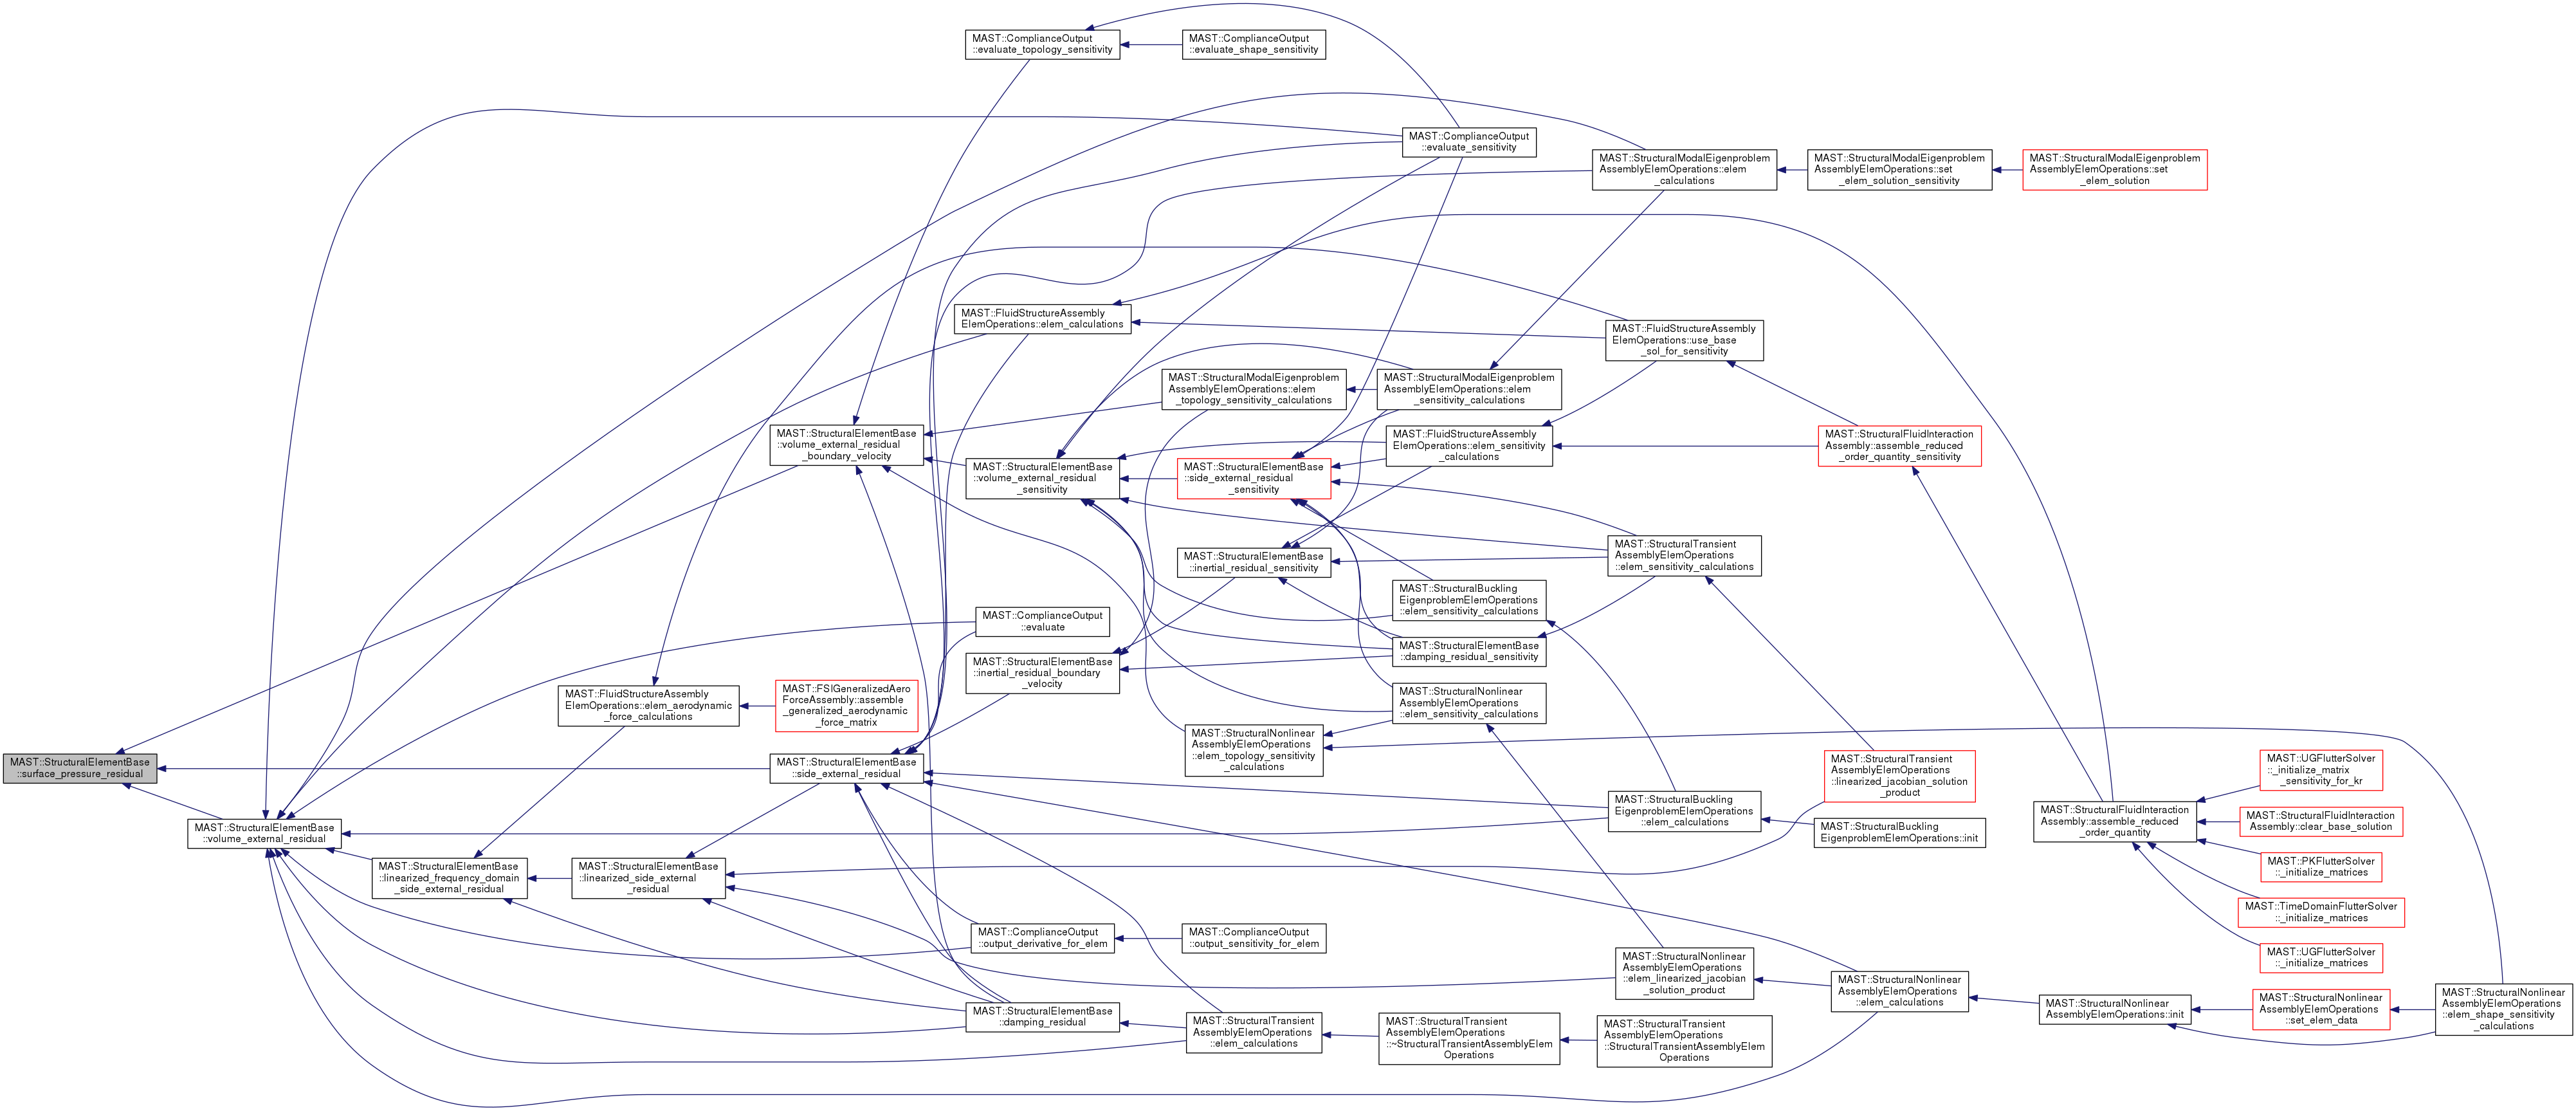 MAST::StructuralElementBase
::surface_pressure_residual
MAST::StructuralElementBase
::volume_external_residual
MAST::StructuralElementBase
::linearized_frequency_domain
_side_external_residual
MAST::FluidStructureAssembly
ElemOperations::elem_aerodynamic
_force_calculations
MAST::StructuralElementBase
::linearized_side_external
_residual
MAST::FSIGeneralizedAero
ForceAssembly::assemble
_generalized_aerodynamic
_force_matrix
MAST::StructuralElementBase
::volume_external_residual
_boundary_velocity
MAST::StructuralElementBase
::side_external_residual
MAST::ComplianceOutput
::evaluate_topology_sensitivity
MAST::FluidStructureAssembly
ElemOperations::elem_calculations
MAST::StructuralElementBase
::volume_external_residual
_sensitivity
MAST::ComplianceOutput
::evaluate
MAST::StructuralElementBase
::inertial_residual_boundary
_velocity
MAST::ComplianceOutput
::output_derivative_for_elem
MAST::StructuralElementBase
::damping_residual
MAST::ComplianceOutput
::evaluate_shape_sensitivity
MAST::StructuralModalEigenproblem
AssemblyElemOperations::elem
_topology_sensitivity_calculations
MAST::StructuralElementBase
::side_external_residual
_sensitivity
MAST::StructuralElementBase
::inertial_residual_sensitivity
MAST::StructuralNonlinear
AssemblyElemOperations
::elem_topology_sensitivity
_calculations
MAST::ComplianceOutput
::output_sensitivity_for_elem
MAST::StructuralTransient
AssemblyElemOperations
::elem_calculations
MAST::ComplianceOutput
::evaluate_sensitivity
MAST::StructuralModalEigenproblem
AssemblyElemOperations::elem
_sensitivity_calculations
MAST::FluidStructureAssembly
ElemOperations::elem_sensitivity
_calculations
MAST::StructuralBuckling
EigenproblemElemOperations
::elem_sensitivity_calculations
MAST::StructuralElementBase
::damping_residual_sensitivity
MAST::StructuralNonlinear
AssemblyElemOperations
::elem_sensitivity_calculations
MAST::StructuralTransient
AssemblyElemOperations
::~StructuralTransientAssemblyElem
Operations
MAST::StructuralModalEigenproblem
AssemblyElemOperations::elem
_calculations
MAST::FluidStructureAssembly
ElemOperations::use_base
_sol_for_sensitivity
MAST::StructuralTransient
AssemblyElemOperations
::elem_sensitivity_calculations
MAST::StructuralBuckling
EigenproblemElemOperations
::elem_calculations
MAST::StructuralNonlinear
AssemblyElemOperations
::elem_linearized_jacobian
_solution_product
MAST::StructuralTransient
AssemblyElemOperations
::StructuralTransientAssemblyElem
Operations
MAST::StructuralModalEigenproblem
AssemblyElemOperations::set
_elem_solution_sensitivity
MAST::StructuralFluidInteraction
Assembly::assemble_reduced
_order_quantity_sensitivity
MAST::StructuralTransient
AssemblyElemOperations
::linearized_jacobian_solution
_product
MAST::StructuralBuckling
EigenproblemElemOperations::init
MAST::StructuralNonlinear
AssemblyElemOperations
::elem_calculations
MAST::StructuralModalEigenproblem
AssemblyElemOperations::set
_elem_solution
MAST::StructuralFluidInteraction
Assembly::assemble_reduced
_order_quantity
MAST::StructuralNonlinear
AssemblyElemOperations::init
MAST::UGFlutterSolver
::_initialize_matrix
_sensitivity_for_kr
MAST::StructuralFluidInteraction
Assembly::clear_base_solution
MAST::PKFlutterSolver
::_initialize_matrices
MAST::TimeDomainFlutterSolver
::_initialize_matrices
MAST::UGFlutterSolver
::_initialize_matrices
MAST::StructuralNonlinear
AssemblyElemOperations
::set_elem_data
MAST::StructuralNonlinear
AssemblyElemOperations
::elem_shape_sensitivity
_calculations